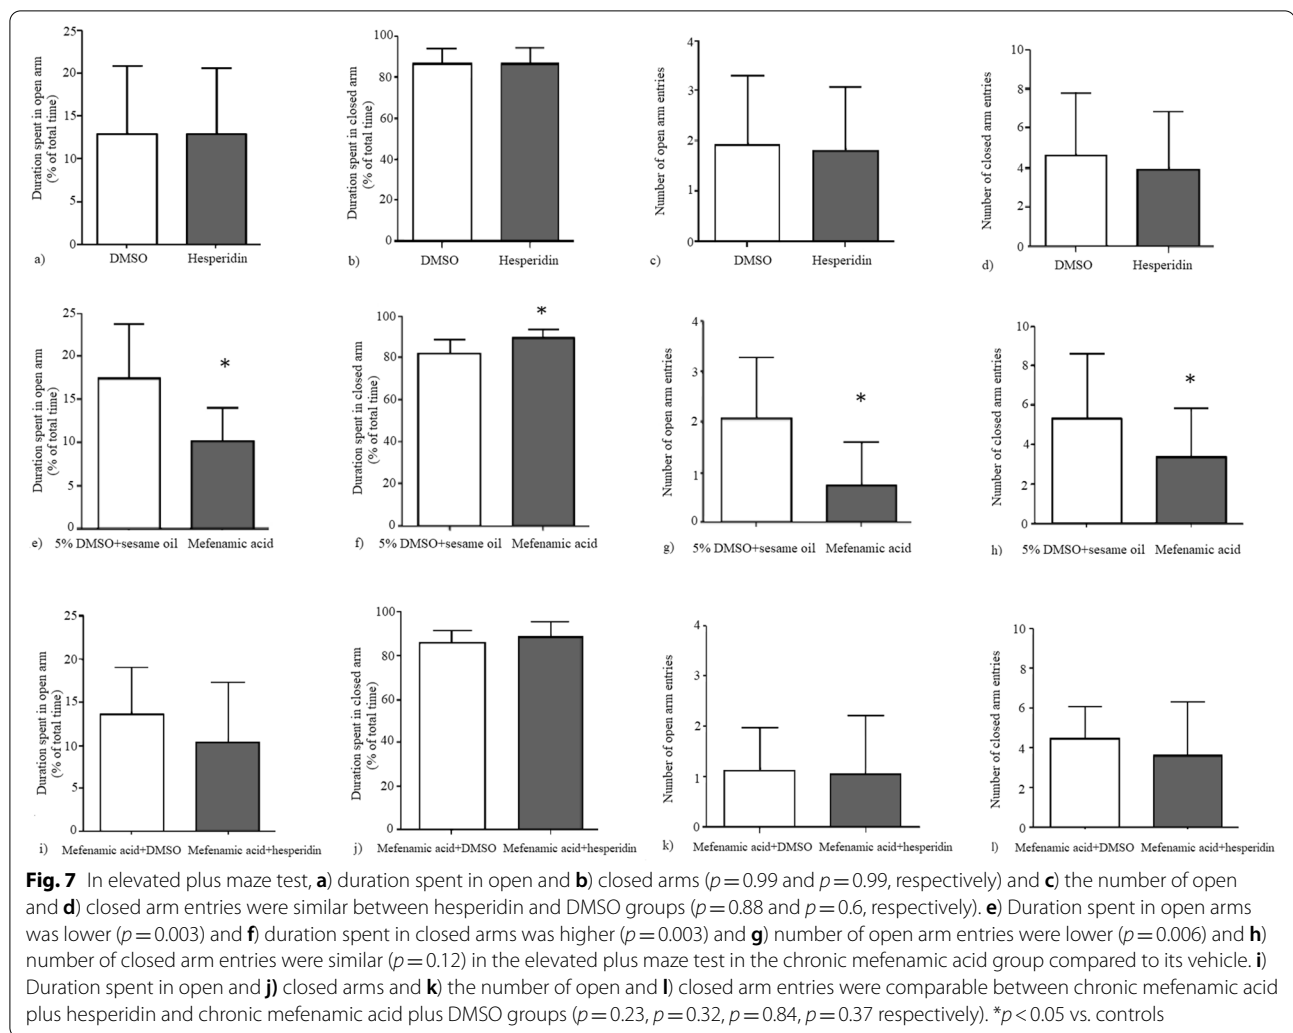 25
20
15
10
5
0
Duration spent in open arm
(% of total time)
DMSO
Hesperidin
a)
100
80
60
40
20
0
Duration spent in closed arm
(% of total time)
DMSO
Hesperidin
b)
4
3
2
1
0
Number of open arm entries
DMSO
Hesperidin
c)
10
8
6
4
2
0
Number of closed arm entries
DMSO
Hesperidin
d)
25
20
15
10
5
0
Duration spent in open arm
(% of total time)
*
e)
5% DMSO+sesame oil
Mefenamic acid
100
80
60
40
20
0
Duration spent in closed arm
(% of total time)
*
f)
5% DMSO+sesame oil
Mefenamic acid
4
3
2
1
0
Number of open arm entries
*
g)
5% DMSO+sesame oil
Mefenamic acid
10
8
6
4
2
0
Number of closed arm entries
*
h)
5% DMSO+sesame oil
Mefenamic acid
25
20
15
10
5
0
Duration spent in open arm
(% of total time)
i)
Mefenamic acid+DMSO
Mefenamic acid+hesperidin
100
80
60
40
20
0
Duration spent in closed arm
(% of total time)
j)
Mefenamic acid+DMSO
Mefenamic acid+hesperidin
4
3
2
1
0
Number of open arm entries
k)
Mefenamic acid+DMSO
Mefenamic acid+hesperidin
10
8
6
4
2
0
Number of closed arm entries
l)
Mefenamic acid+DMSO
Mefenamic acid+hesperidin
Fig. 7 In elevated plus maze test, a) duration spent in open and b) closed arms (p = 0.99 and p = 0.99, respectively) and c) the number of open
and d) closed arm entries were similar between hesperidin and DMSO groups (p = 0.88 and p = 0.6, respectively). e) Duration spent in open arms
was lower (p = 0.003) and f) duration spent in closed arms was higher (p = 0.003) and g) number of open arm entries were lower (p = 0.006) and h)
number of closed arm entries were similar (p = 0.12) in the elevated plus maze test in the chronic mefenamic acid group compared to its vehicle. i)
Duration spent in open and j) closed arms and k) the number of open and l) closed arm entries were comparable between chronic mefenamic acid
plus hesperidin and chronic mefenamic acid plus DMSO groups (p = 0.23, p = 0.32, p = 0.84, p = 0.37 respectively). *p < 0.05 vs. controls